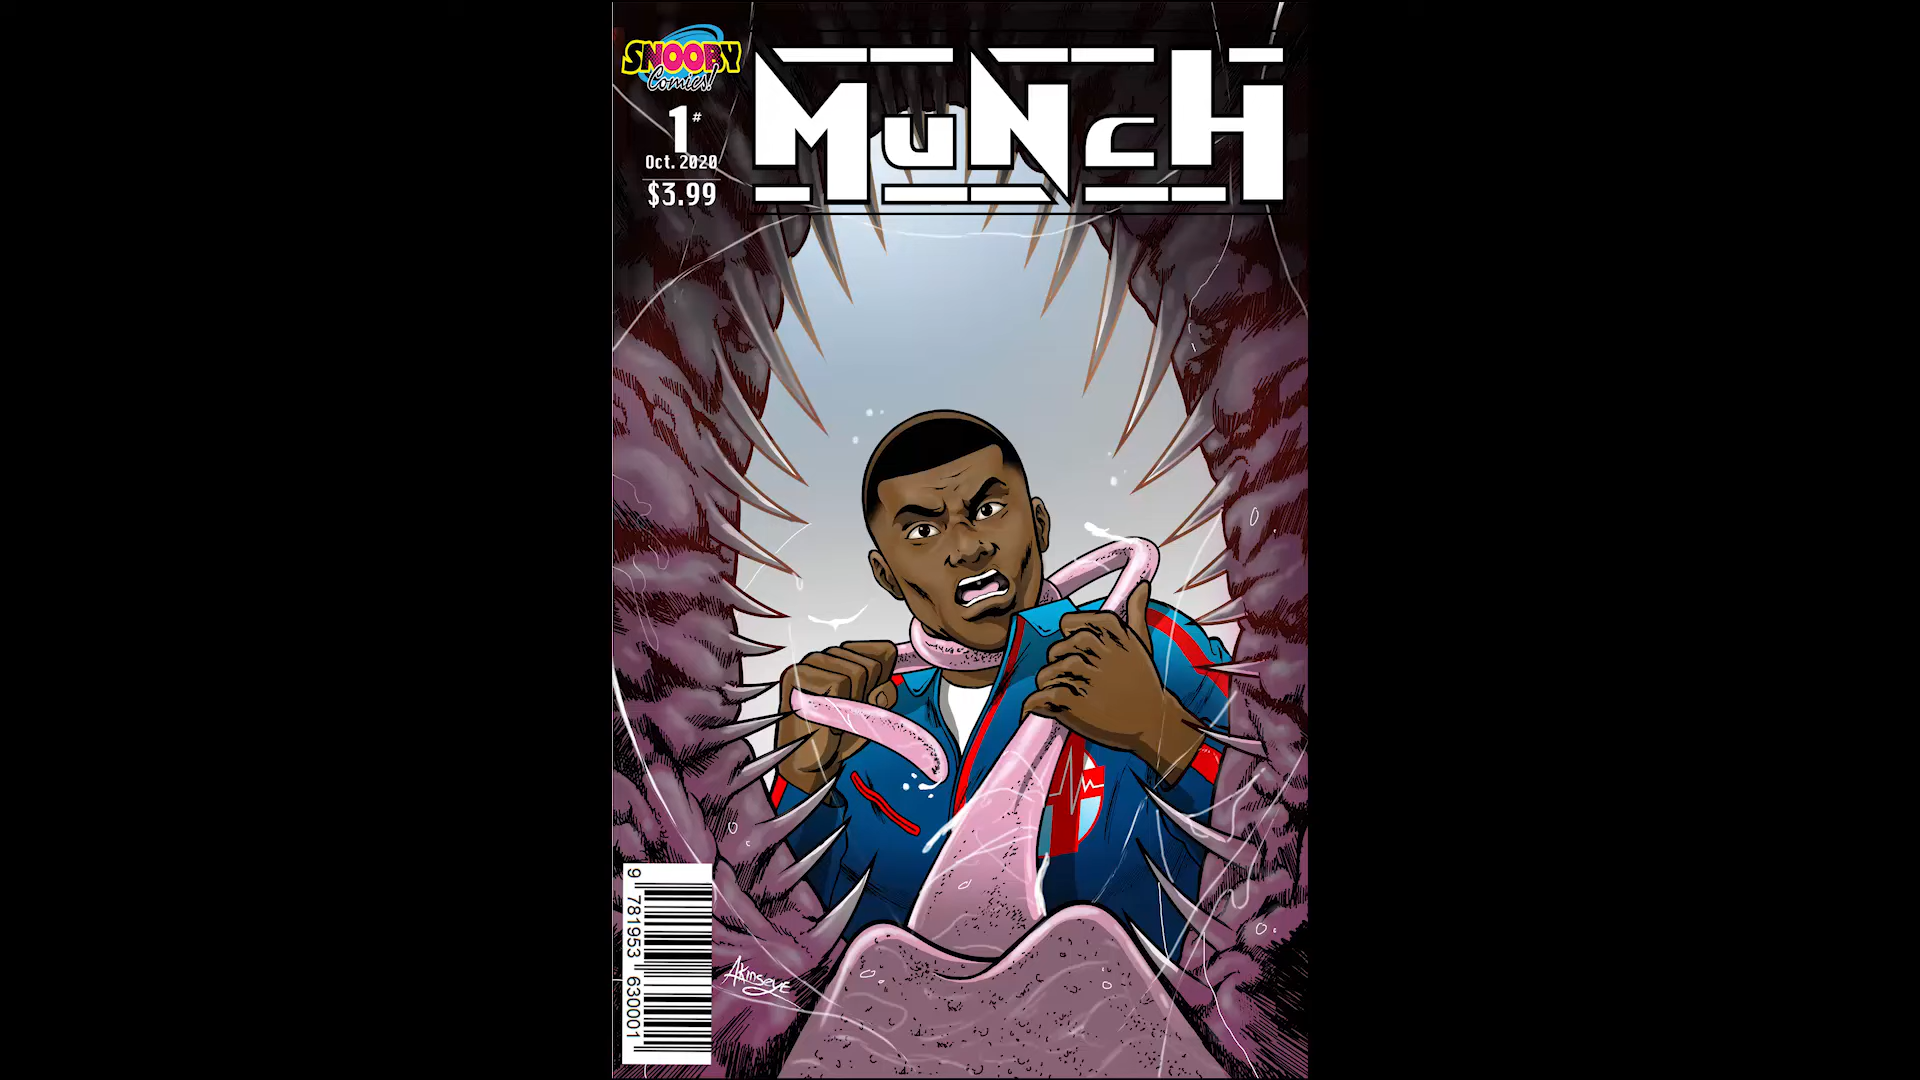 SNOOBY
Comics!
1#
Oct. 2020
$3.99
MuNcH
9 781953 630001
AKinseyE